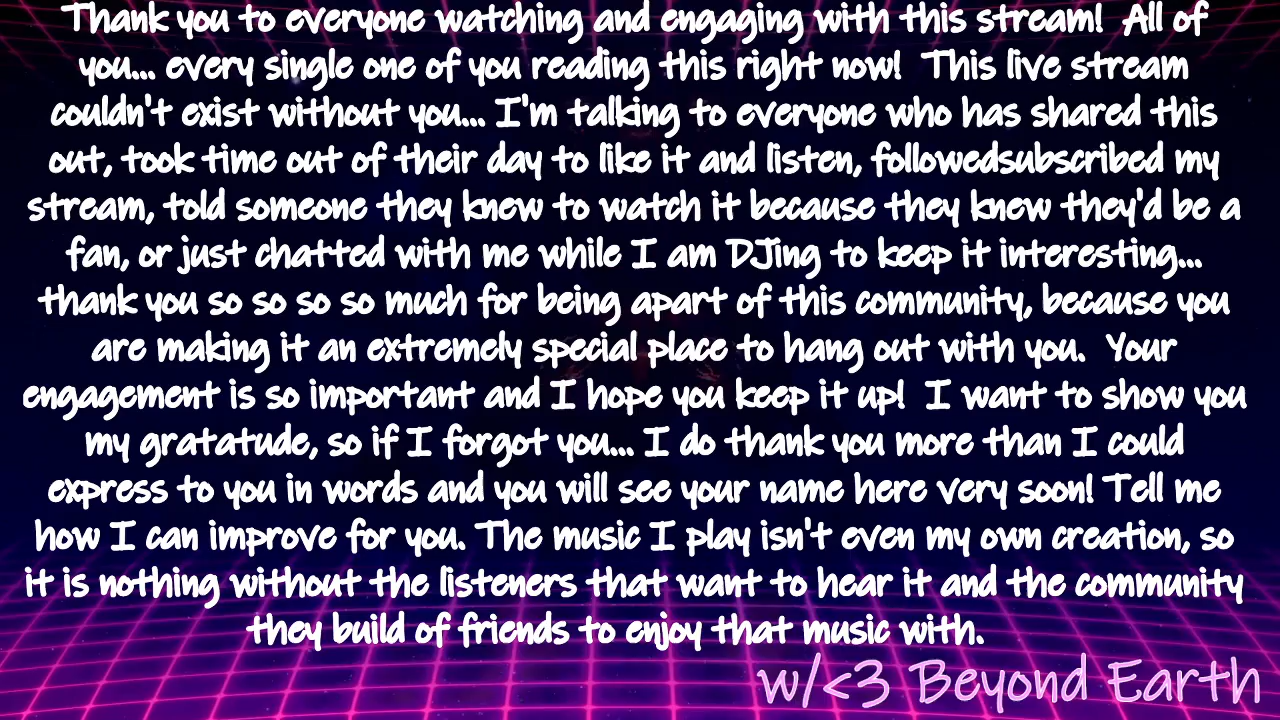 Thank you to everyone watching and engaging with this stream!  All of
you... every single one of you reading this right now!  This live stream
couldn't exist without you... I'm talking to everyone who has shared this
out, took time out of their day to like it and listen, followedsubscribed my
stream, told someone they knew to watch it because they knew they'd be a
fan, or just chatted with me while I am DJing to keep it interesting...
thank you so so so so much for being apart of this community, because you
are making it an extremely special place to hang out with you.  Your
engagement is so important and I hope you keep it up!  I want to show you
my gratatude, so if I forgot you... I do thank you more than I could
express to you in words and you will see your name here very soon! Tell me
how I can improve for you. The music I play isn't even my own creation, so
it is nothing without the listeners that want to hear it and the community
they build of friends to enjoy that music with.
w/<3 Beyond Earth